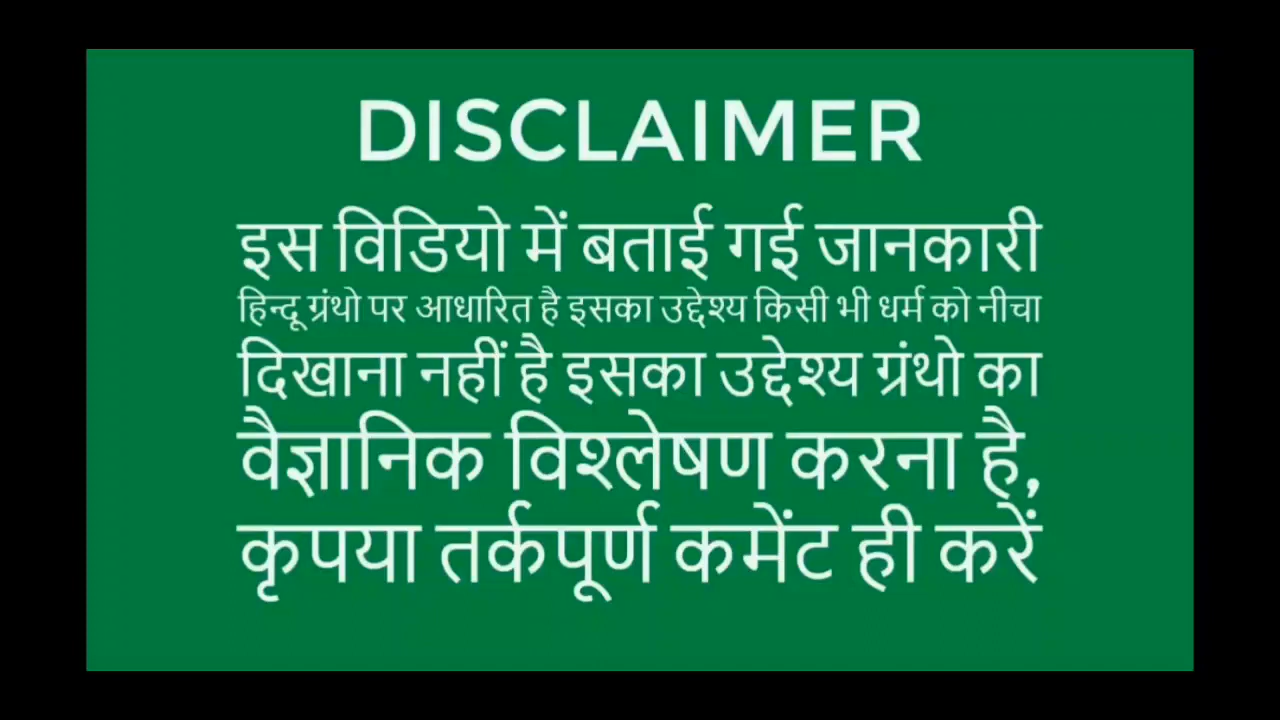 DISCLAIMER
इस विडियो में बताई गई जानकारी
हिन्दू ग्रंथो पर आधारित है इसका उद्देश्य किसी भी धर्म को नीचा
दिखाना नहीं है इसका उद्देश्य ग्रंथो का
वैज्ञानिक विश्लेषण करना है,
कृपया तर्कपूर्ण कमेंट ही करें